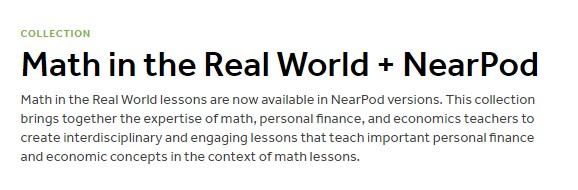 COLLECTION
Math in the Real World + NearPod
Math in the Real World lessons are now available in NearPod versions. This collection
brings together the expertise of math, personal finance, and economics teachers to
create interdisciplinary and engaging lessons that teach important personal finance
and economic concepts in the context of math lessons.